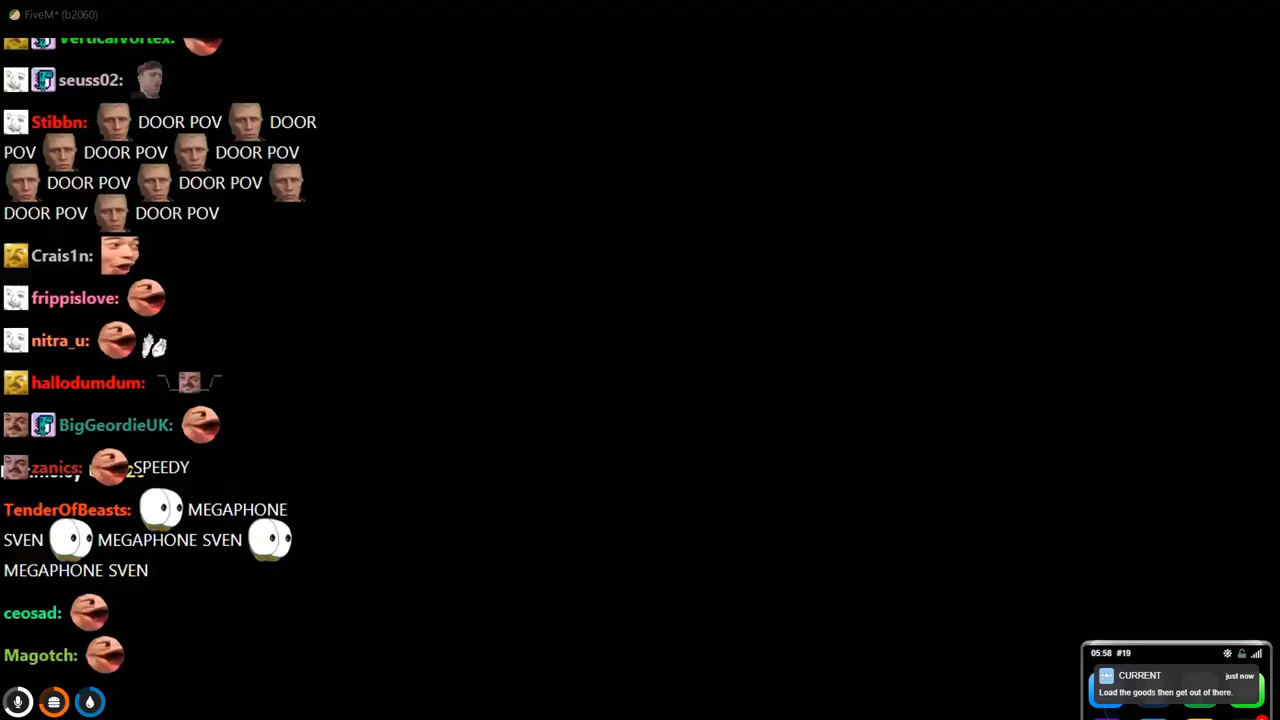 FiveM* (b2060)
VerticalVortex:
seuss02:
Stibbn: DOOR POV DOOR
POV DOOR POV DOOR POV
DOOR POV DOOR POV
DOOR POV DOOR POV
Crais1n:
frippislove:
nitra_u:
hallodumdum:
BigGeordieUK:
zanics: SPEEDY
TenderOfBeasts: MEGAPHONE
SVEN MEGAPHONE SVEN
MEGAPHONE SVEN
ceosad:
Magotch:
05:58 #19
CURRENT just now
Load the goods then get out of there.